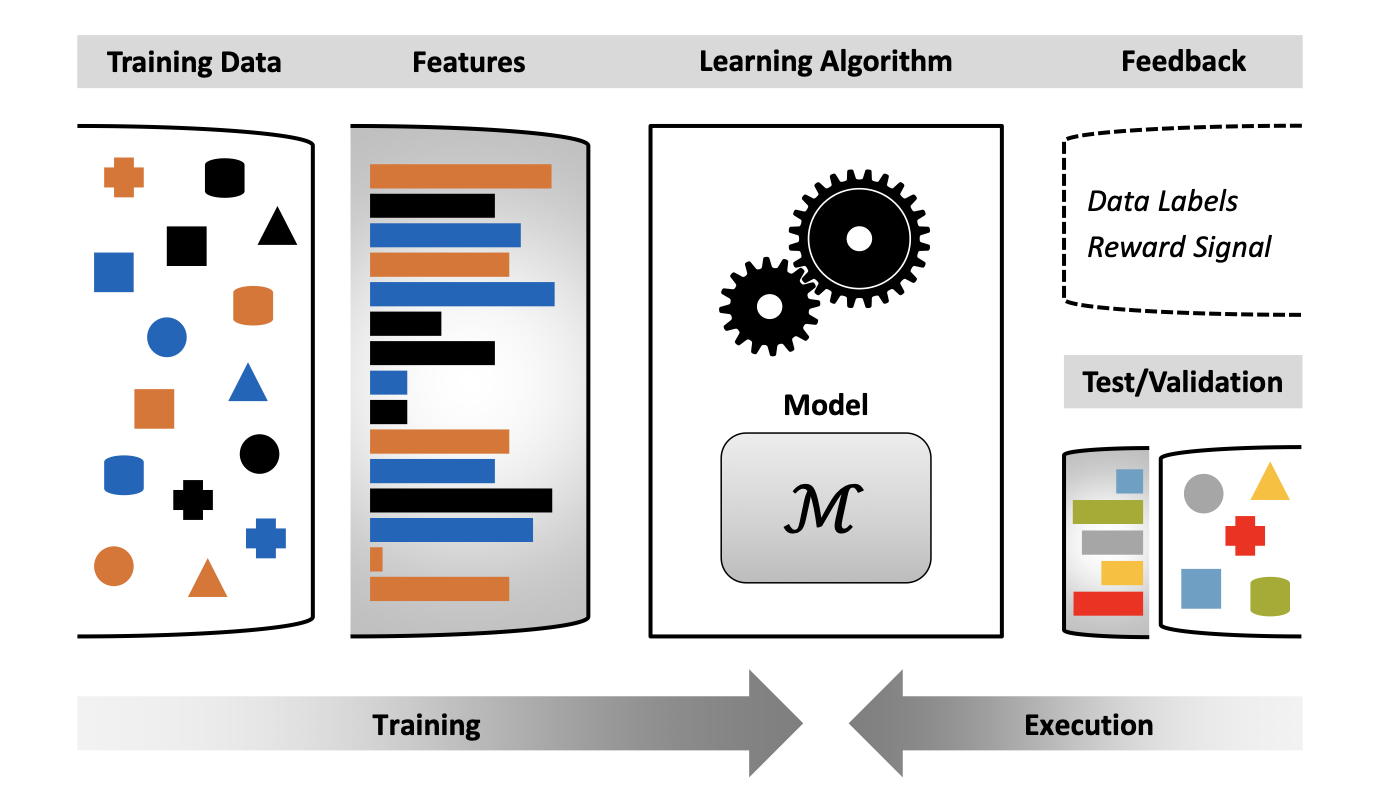 Training Data
Features
Learning Algorithm
Feedback
Data Labels
Reward Signal
Test/Validation
Model
ℳ
Training
Execution